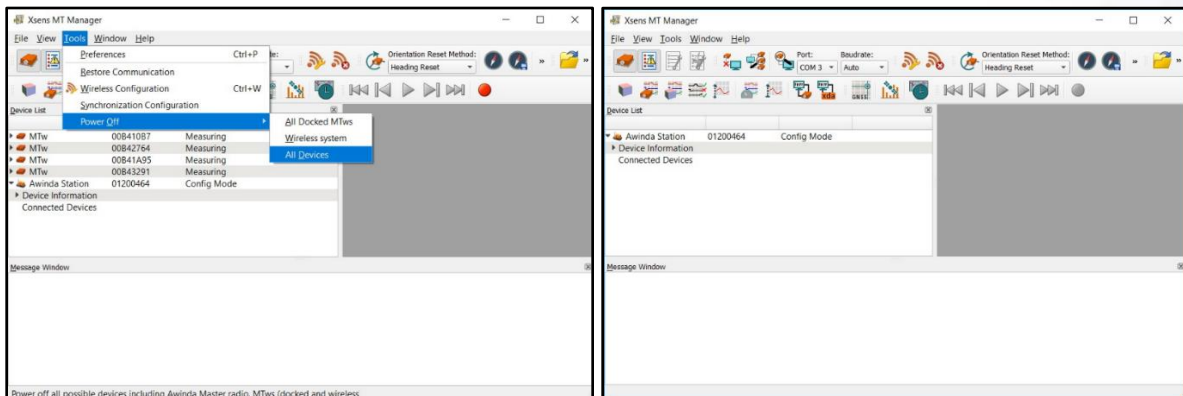 Xsens MT Manager
File View Tools Window Help
Preferences Ctrl+P
Restore Communication
Wireless Configuration Ctrl+W
Synchronization Configuration
Power Off
All Docked MTws
Wireless system
All Devices
Orientation Reset Method:
Heading Reset
Device List
MTw 00B41087 Measuring
MTw 00B42764 Measuring
MTw 00B41A95 Measuring
MTw 00B43291 Measuring
Awinda Station 01200464 Config Mode
Device Information
Connected Devices
Message Window
Power off all possible devices including Awinda Master radio, MTws (docked and wireless
Xsens MT Manager
File View Tools Window Help
Port: Baudrate: Orientation Reset Method:
COM 3 Auto Heading Reset
Device List
Awinda Station 01200464 Config Mode
Device Information
Connected Devices
Message Window